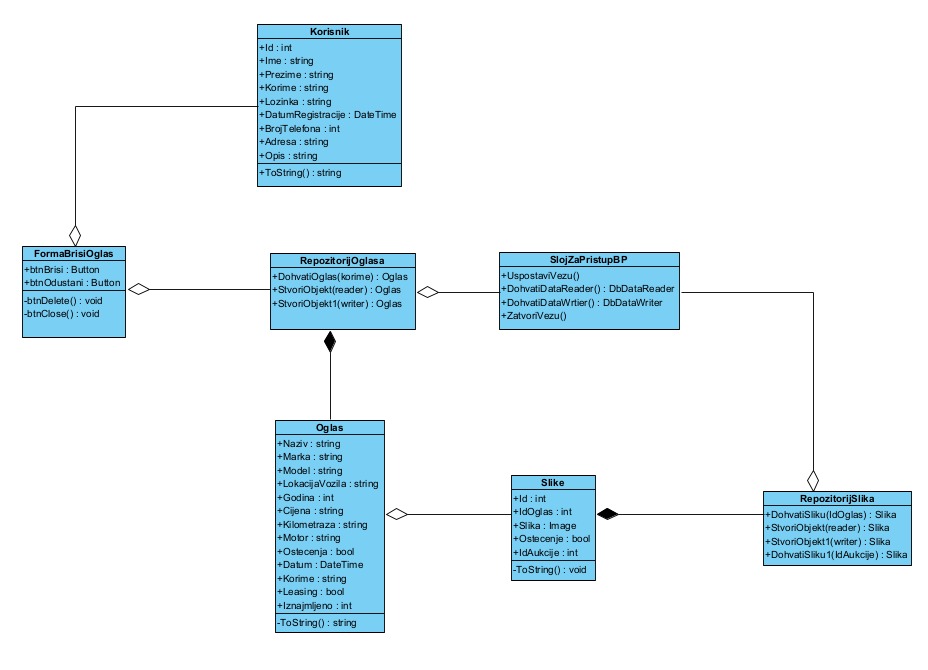 Korisnik
+Id : int
+Ime : string
+Prezime : string
+Korime : string
+Lozinka : string
+DatumRegistracije : DateTime
+BrojTelefona : int
+Adresa : string
+Opis : string
+ToString() : string
FormaBrisiOglas
+btnBrisi : Button
+btnOdustani : Button
-btnDelete() : void
-btnClose() : void
RepozitorijOglasa
+DohvatiOglas(korime) : Oglas
+StvoriObjekt(reader) : Oglas
+StvoriObjekt1(writer) : Oglas
SlojZaPristupBP
+UspostaviVezu()
+DohvatiDataReader() : DbDataReader
+DohvatiDataWrtier() : DbDataWriter
+ZatvoriVezu()
Oglas
+Naziv : string
+Marka : string
+Model : string
+LokacijaVozila : string
+Godina : int
+Cijena : string
+Kilometraza : string
+Motor : string
+Ostecenja : bool
+Datum : DateTime
+Korime : string
+Leasing : bool
+Iznajmljeno : int
-ToString() : string
Slike
+Id : int
+IdOglas : int
+Slika : Image
+Ostecenje : bool
+IdAukcije : int
-ToString() : void
RepozitorijSlika
+DohvatiSliku(IdOglas) : Slika
+StvoriObjekt(reader) : Slika
+StvoriObjekt1(writer) : Slika
+DohvatiSliku1(IdAukcije) : Slika